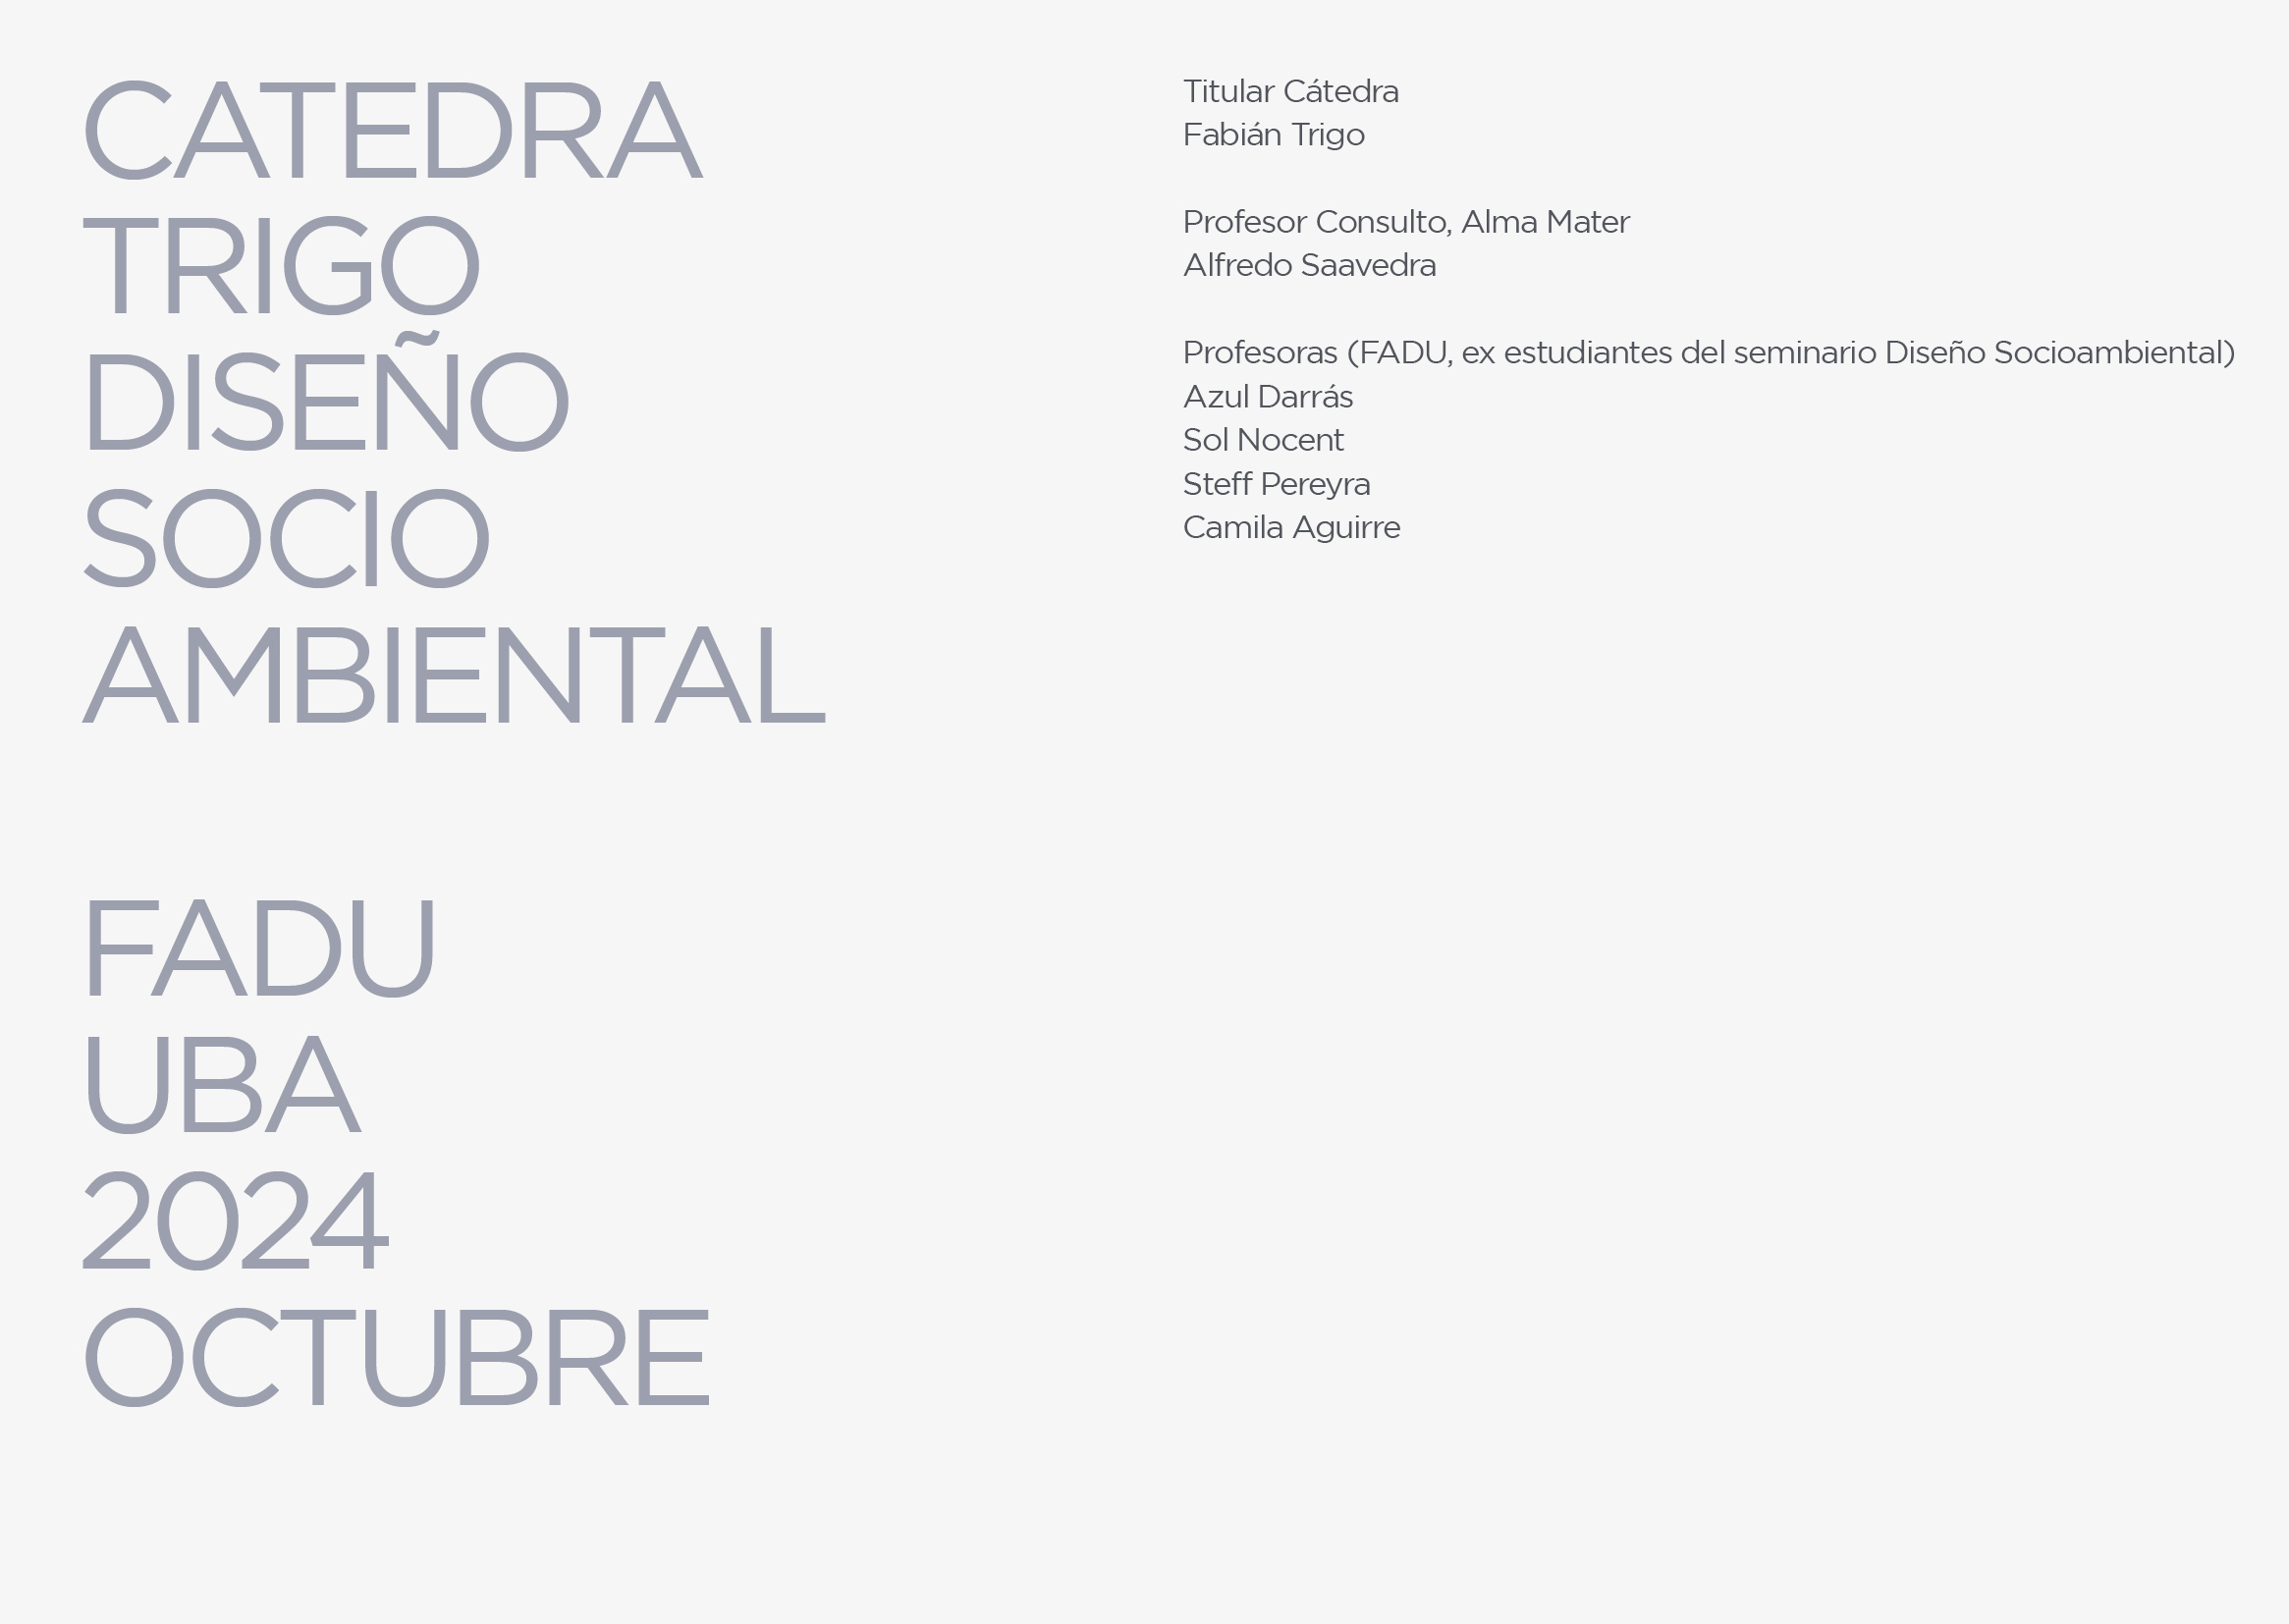 CATEDRA
TRIGO
DISEÑO
SOCIO
AMBIENTAL
FADU
UBA
2024
OCTUBRE
Titular Cátedra
Fabián Trigo
Profesor Consulto, Alma Mater
Alfredo Saavedra
Profesoras (FADU, ex estudiantes del seminario Diseño Socioambiental)
Azul Darrás
Sol Nocent
Steff Pereyra
Camila Aguirre